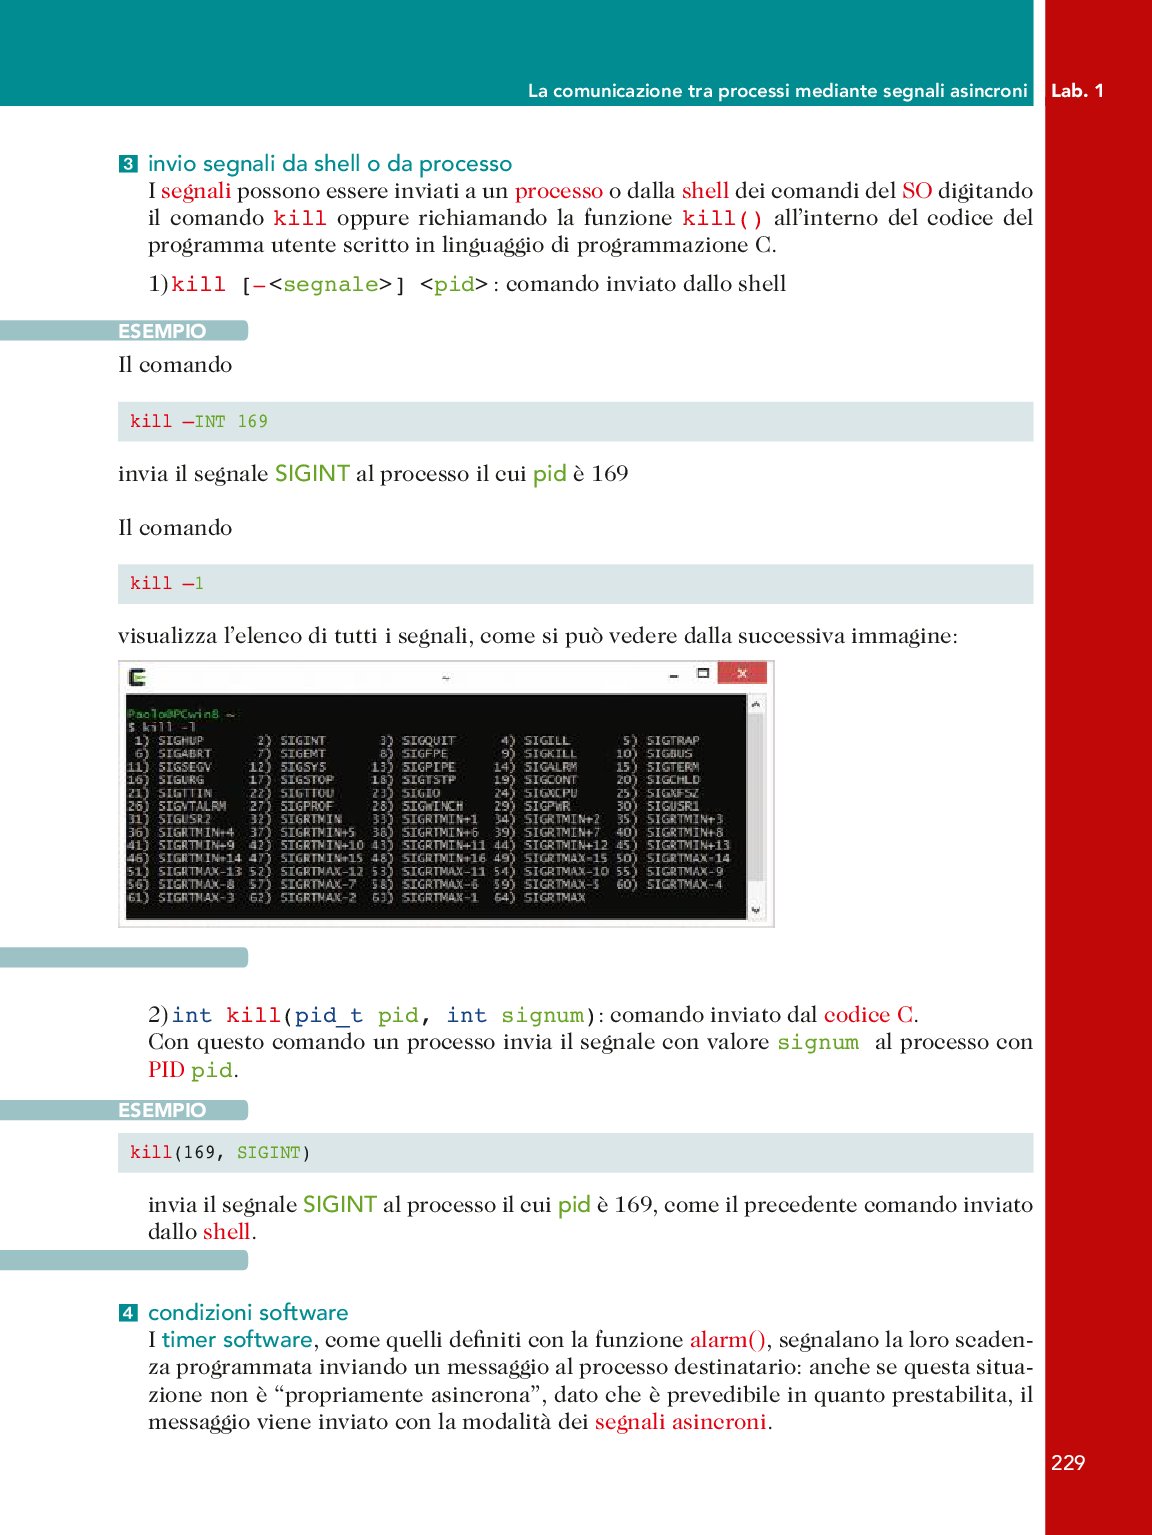 La comunicazione tra processi mediante segnali asincroni Lab. 1
3 invio segnali da shell o da processo
I segnali possono essere inviati a un processo o dalla shell dei comandi del SO digitando
il comando kill oppure richiamando la funzione kill() all'interno del codice del
programma utente scritto in linguaggio di programmazione C.
1)kill [–<segnale>] <pid>: comando inviato dallo shell
ESEMPIO
Il comando
kill –INT 169
invia il segnale SIGINT al processo il cui pid è 169
Il comando
kill –1
visualizza l'elenco di tutti i segnali, come si può vedere dalla successiva immagine:
~
Paolo@PCwin8 ~
$ kill -l
1) SIGHUP 2) SIGINT 3) SIGQUIT 4) SIGILL 5) SIGTRAP
6) SIGABRT 7) SIGEMT 8) SIGFPE 9) SIGKILL 10) SIGBUS
11) SIGSEGV 12) SIGSYS 13) SIGPIPE 14) SIGALRM 15) SIGTERM
16) SIGURG 17) SIGSTOP 18) SIGTSTP 19) SIGCONT 20) SIGCHLD
21) SIGTTIN 22) SIGTTOU 23) SIGIO 24) SIGXCPU 25) SIGXFSZ
26) SIGVTALRM 27) SIGPROF 28) SIGWINCH 29) SIGPWR 30) SIGUSR1
31) SIGUSR2 32) SIGRTMIN 33) SIGRTMIN+1 34) SIGRTMIN+2 35) SIGRTMIN+3
36) SIGRTMIN+4 37) SIGRTMIN+5 38) SIGRTMIN+6 39) SIGRTMIN+7 40) SIGRTMIN+8
41) SIGRTMIN+9 42) SIGRTMIN+10 43) SIGRTMIN+11 44) SIGRTMIN+12 45) SIGRTMIN+13
46) SIGRTMIN+14 47) SIGRTMIN+15 48) SIGRTMIN+16 49) SIGRTMAX-15 50) SIGRTMAX-14
51) SIGRTMAX-13 52) SIGRTMAX-12 53) SIGRTMAX-11 54) SIGRTMAX-10 55) SIGRTMAX-9
56) SIGRTMAX-8 57) SIGRTMAX-7 58) SIGRTMAX-6 59) SIGRTMAX-5 60) SIGRTMAX-4
61) SIGRTMAX-3 62) SIGRTMAX-2 63) SIGRTMAX-1 64) SIGRTMAX
2)int kill(pid_t pid, int signum): comando inviato dal codice C.
Con questo comando un processo invia il segnale con valore signum al processo con
PID pid.
ESEMPIO
kill(169, SIGINT)
invia il segnale SIGINT al processo il cui pid è 169, come il precedente comando inviato
dallo shell.
4 condizioni software
I timer software, come quelli definiti con la funzione alarm(), segnalano la loro scaden-
za programmata inviando un messaggio al processo destinatario: anche se questa situa-
zione non è “propriamente asincrona”, dato che è prevedibile in quanto prestabilita, il
messaggio viene inviato con la modalità dei segnali asincroni.
229